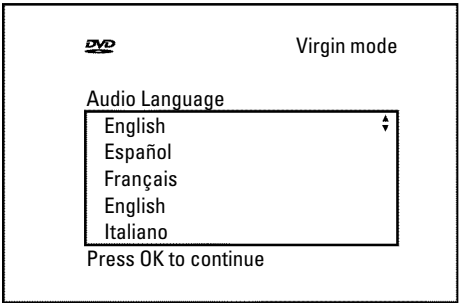 DVD Virgin mode
Audio Language
English
Español
Français
English
Italiano
Press OK to continue